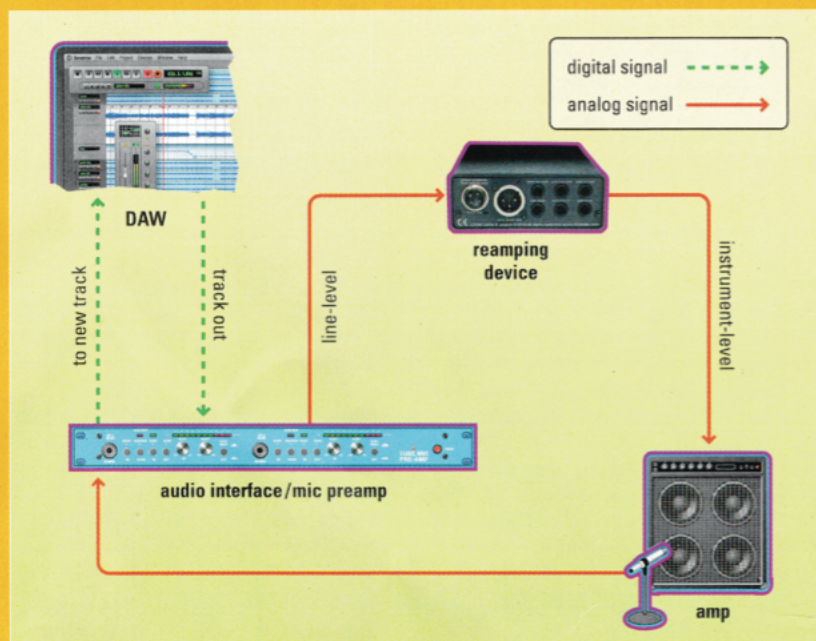 digital signal
analog signal
DAW
to new track
track out
line-level
reamping
device
instrument-level
audio interface/mic preamp
amp